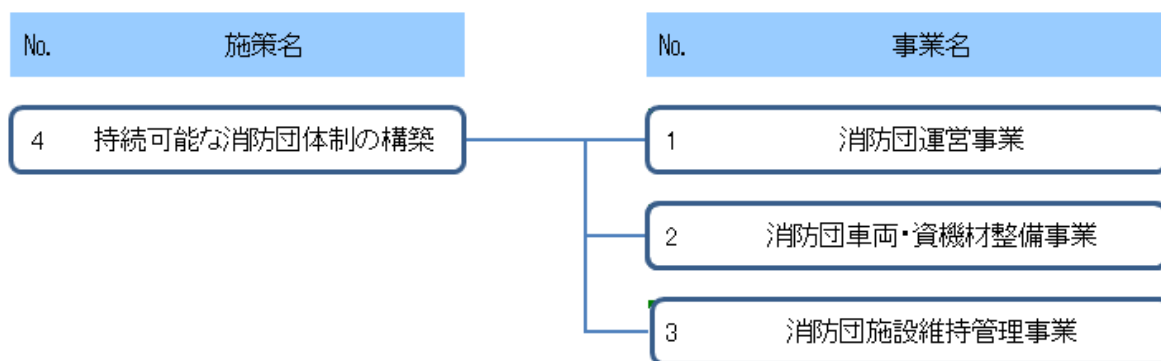 No. 施策名 No. 事業名
4 持続可能な消防団体制の構築 1 消防団運営事業
2 消防団車両・資機材整備事業
3 消防団施設維持管理事業